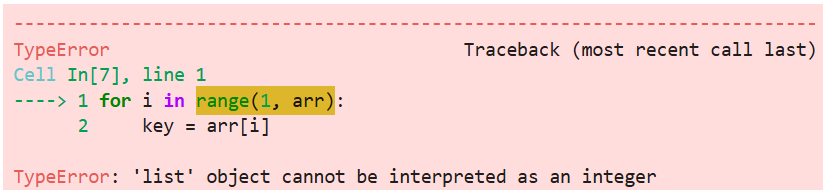 ---------------------------------------------------------------------------
TypeError                                 Traceback (most recent call last)
Cell In[7], line 1
----> 1 for i in range(1, arr):
      2     key = arr[i]
TypeError: 'list' object cannot be interpreted as an integer